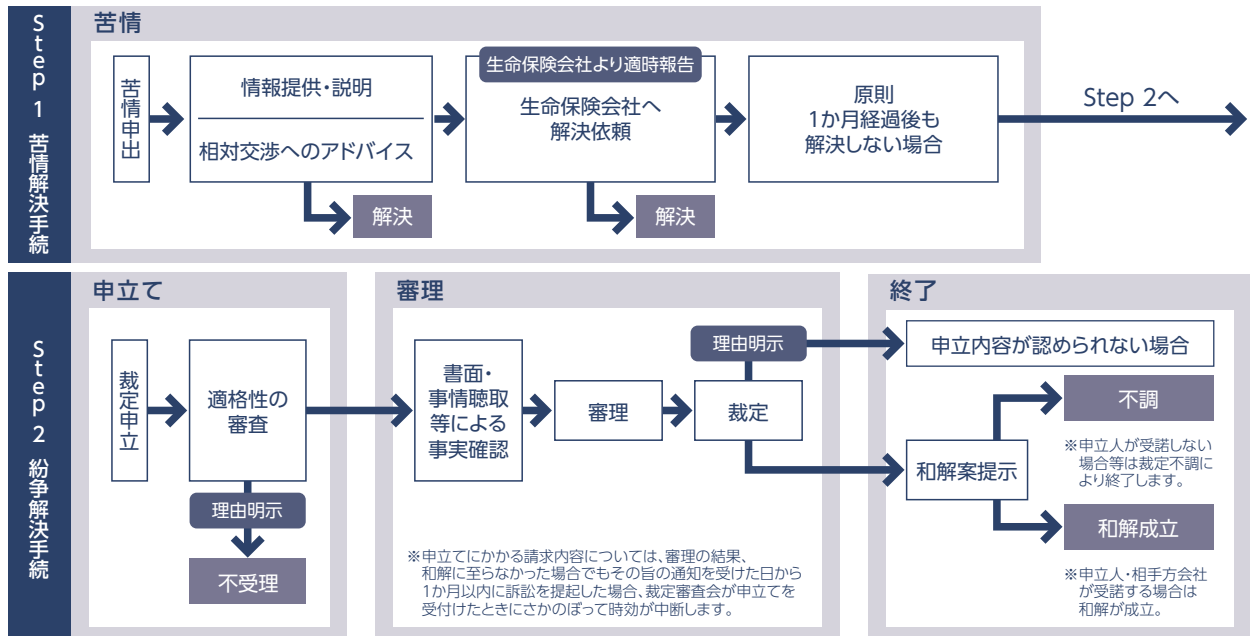 Step 1 苦情解決手続
苦情
苦情申出
情報提供・説明
相対交渉へのアドバイス
解決
生命保険会社より適時報告
生命保険会社へ
解決依頼
解決
原則
1か月経過後も
解決しない場合
Step 2へ
Step 2 紛争解決手続
申立て
裁定申立
適格性の
審査
理由明示
不受理
審理
書面・
事情聴取
等による
事実確認
審理
裁定
理由明示
※申立てにかかる請求内容については、審理の結果、
和解に至らなかった場合でもその旨の通知を受けた日から
1か月以内に訴訟を提起した場合、裁定審査会が申立てを
受付けたときにさかのぼって時効が中断します。
終了
申立内容が認められない場合
和解案提示
不調
※申立人が受諾しない
場合等は裁定不調に
より終了します。
和解成立
※申立人・相手方会社
が受諾する場合は
和解が成立。